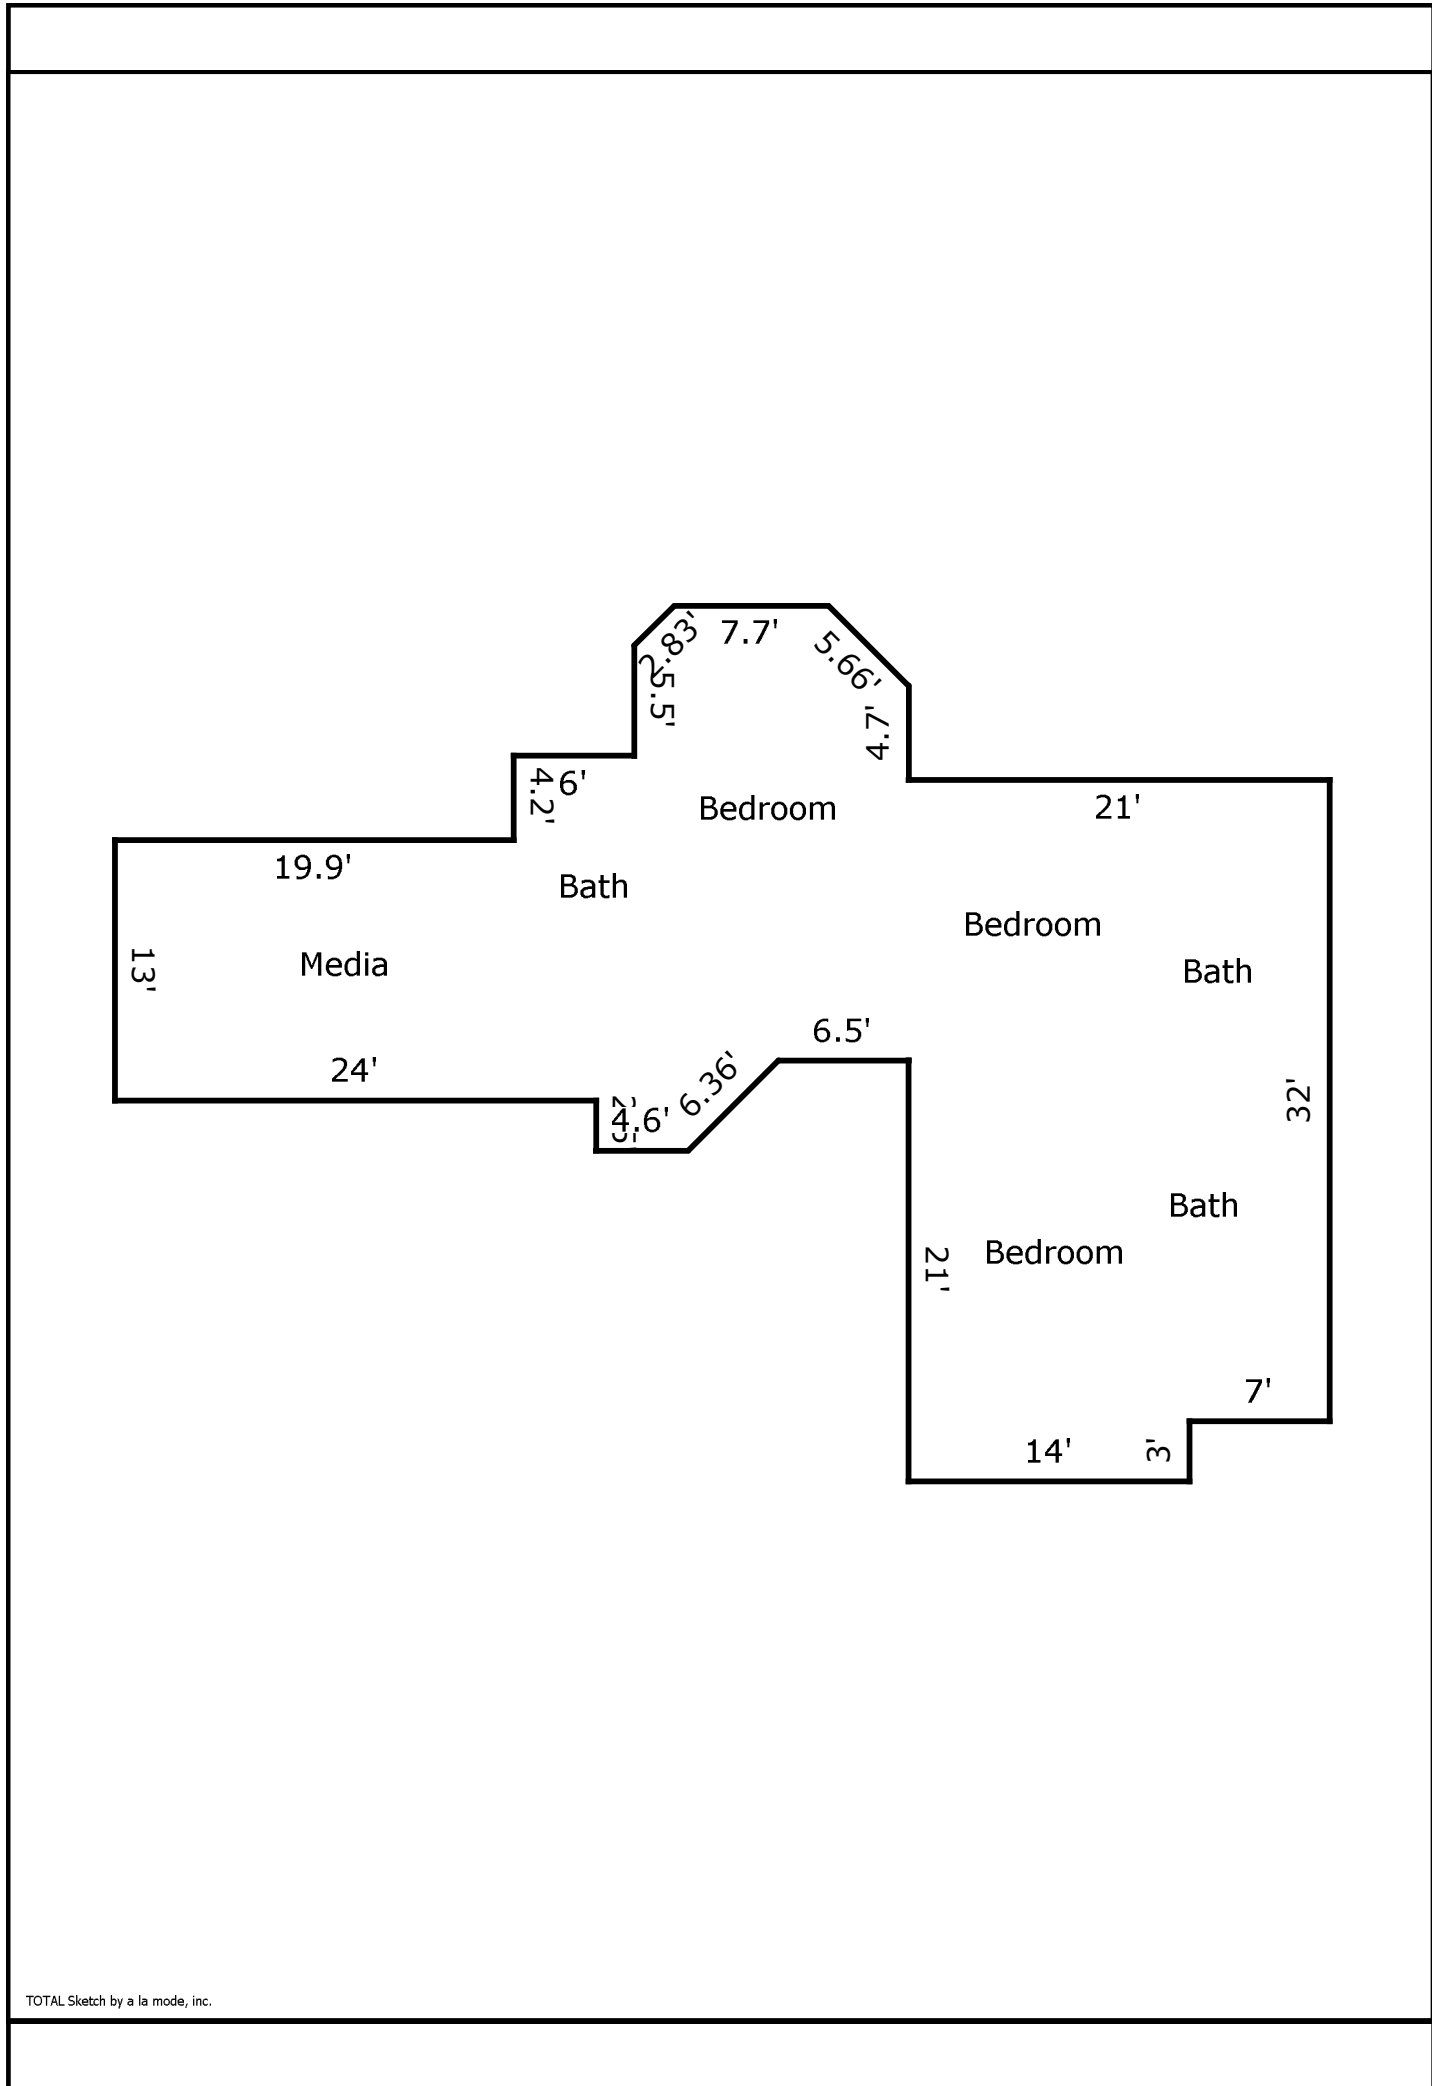 2.83'
7.7'
5.66'
5.5'
4.7'
4.2'
6'
Bedroom
21'
19.9'
Bath
Bedroom
13'
Media
Bath
6.5'
24'
6.36'
4.6'
32'
Bath
21'
Bedroom
7'
14'
3'
TOTAL Sketch by a la mode, inc.